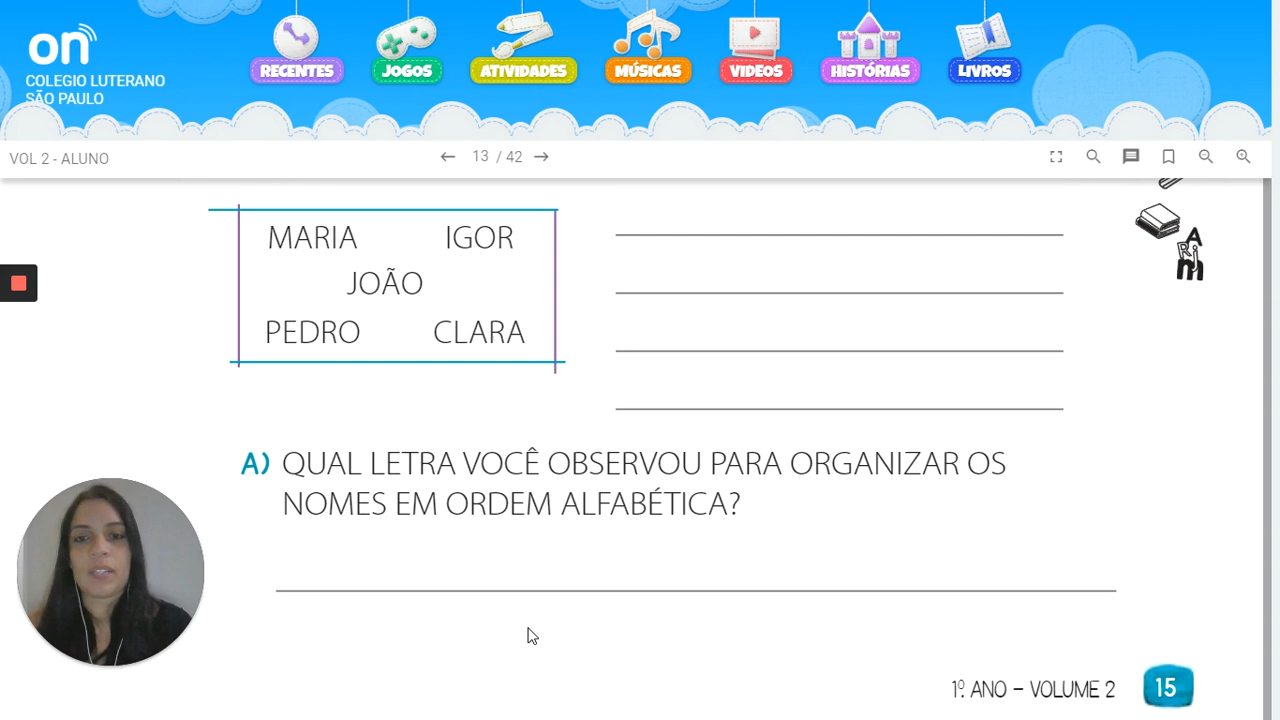 on
COLEGIO LUTERANO
SÃO PAULO
RECENTES
JOGOS
ATIVIDADES
MÚSICAS
VIDEOS
HISTÓRIAS
LIVROS
VOL 2 - ALUNO
13 / 42
MARIA IGOR
JOÃO
PEDRO CLARA
A) QUAL LETRA VOCÊ OBSERVOU PARA ORGANIZAR OS
NOMES EM ORDEM ALFABÉTICA?
1º. ANO – VOLUME 2 15